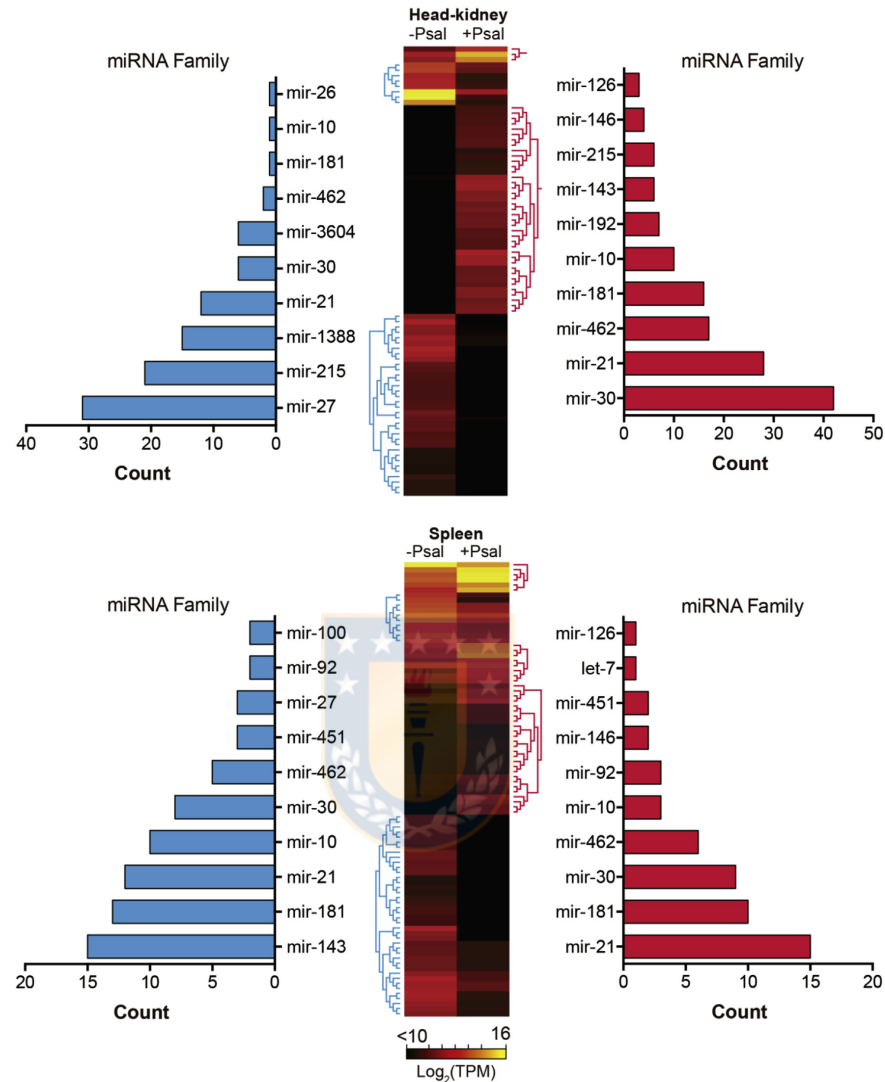 Head-kidney
-Psal +Psal
miRNA Family
mir-26
mir-10
mir-181
mir-462
mir-3604
mir-30
mir-21
mir-1388
mir-215
mir-27
40 30 20 10 0
Count
miRNA Family
mir-126
mir-146
mir-215
mir-143
mir-192
mir-10
mir-181
mir-462
mir-21
mir-30
0 10 20 30 40 50
Count
Spleen
-Psal +Psal
miRNA Family
mir-100
mir-92
mir-27
mir-451
mir-462
mir-30
mir-10
mir-21
mir-181
mir-143
20 15 10 5 0
Count
miRNA Family
mir-126
let-7
mir-451
mir-146
mir-92
mir-10
mir-462
mir-30
mir-181
mir-21
0 5 10 15 20
Count
<10 16
Log₂(TPM)